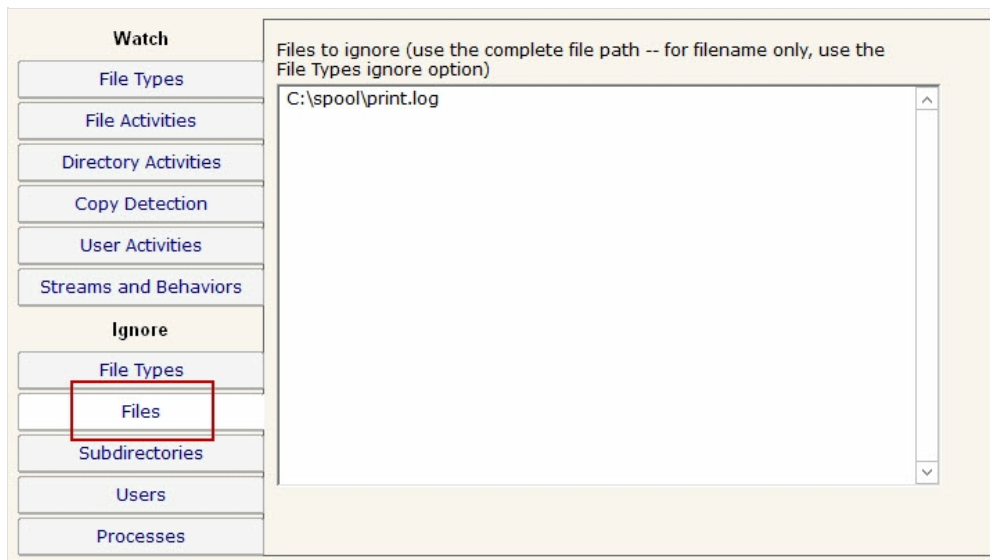 Watch
File Types
File Activities
Directory Activities
Copy Detection
User Activities
Streams and Behaviors
Ignore
File Types
Files
Subdirectories
Users
Processes
Files to ignore (use the complete file path -- for filename only, use the
File Types ignore option)
C:\spool\print.log